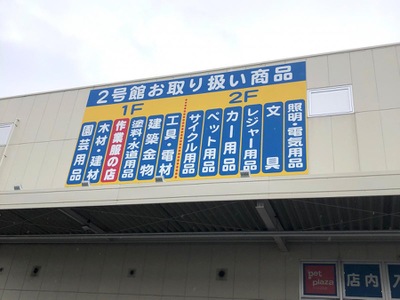 2号館お取り扱い商品
1F
園芸用品
木材・建材
作業服の店
塗料・水道用品
建築金物
工具・電材
2F
サイクル用品
ペット用品
カー用品
レジャー用品
文具
照明・電気用品
pet plaza
店内